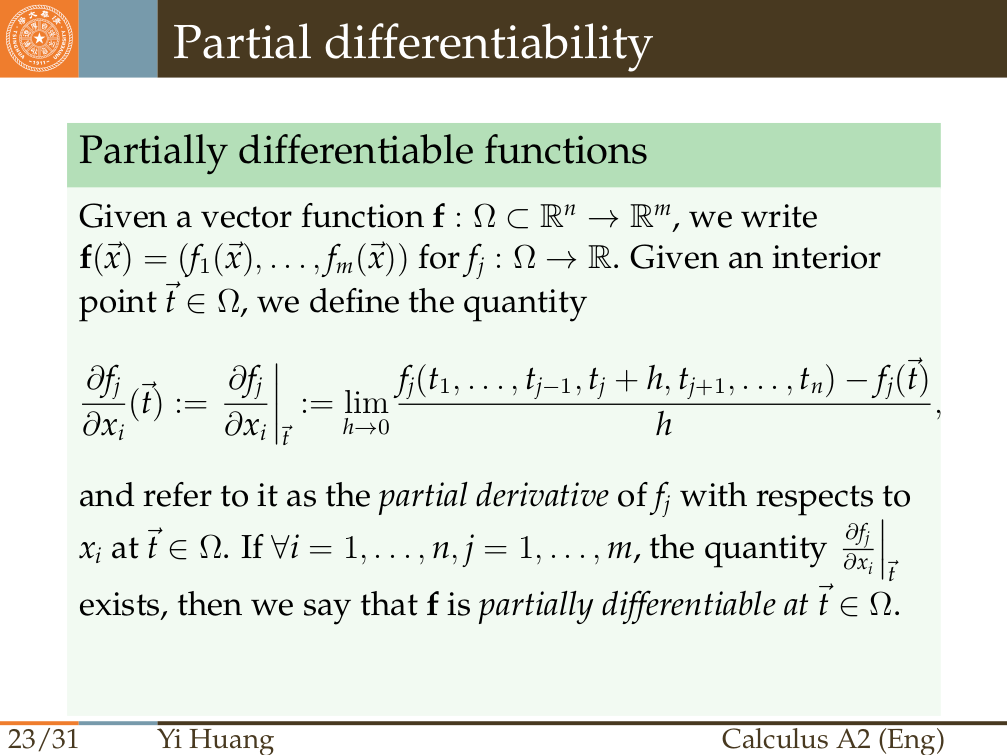 Partial differentiability
Partially differentiable functions
Given a vector function f : Ω ⊂ ℝⁿ → ℝᵐ, we write
f(x⃗) = (f₁(x⃗), . . . , fₘ(x⃗)) for fⱼ : Ω → ℝ. Given an interior
point t⃗ ∈ Ω, we define the quantity
∂fⱼ/∂xᵢ (t⃗) := ∂fⱼ/∂xᵢ |_t⃗ := lim_{h→0} (fⱼ(t₁, . . . , tⱼ₋₁, tⱼ + h, tⱼ₊₁, . . . , tₙ) − fⱼ(t⃗))/h,
and refer to it as the partial derivative of fⱼ with respects to
xᵢ at t⃗ ∈ Ω. If ∀i = 1, . . . , n, j = 1, . . . , m, the quantity ∂fⱼ/∂xᵢ |_t⃗
exists, then we say that f is partially differentiable at t⃗ ∈ Ω.
23/31 Yi Huang Calculus A2 (Eng)